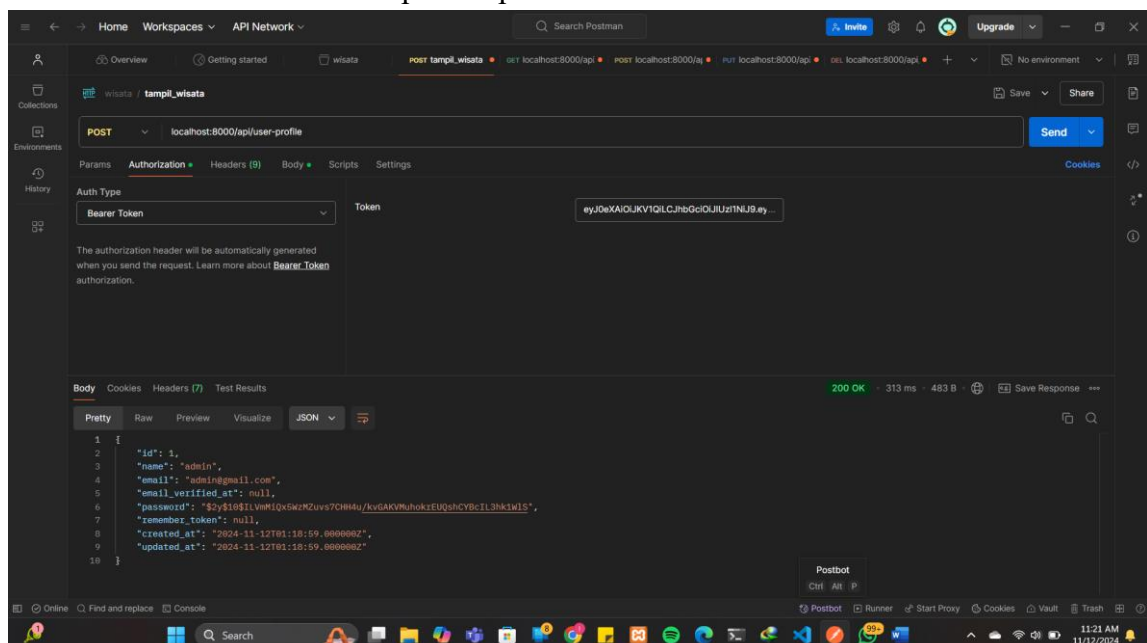 Home Workspaces API Network Search Postman Invite Upgrade
Overview Getting started wisata POST tampil_wisata GET localhost:8000/api POST localhost:8000/a PUT localhost:8000/api DEL localhost:8000/api No environment
HTTP wisata / tampil_wisata Save Share
Collections
POST localhost:8000/api/user-profile Send
Environments
Params Authorization Headers (9) Body Scripts Settings Cookies
History
Auth Type
Bearer Token Token eyJ0eXAiOiJKV1QiLCJhbGciOiJIUzI1NiJ9.ey...
The authorization header will be automatically generated
when you send the request. Learn more about Bearer Token
authorization.
Body Cookies Headers (7) Test Results 200 OK 313 ms 483 B Save Response
Pretty Raw Preview Visualize JSON
1 {
2 "id": 1,
3 "name": "admin",
4 "email": "admin@gmail.com",
5 "email_verified_at": null,
6 "password": "$2y$10$ILVmMiQx5WzMZuvs7CHH4u/kvGAKVMuhokrEUQshCYBcIL3hk1WlS",
7 "remember_token": null,
8 "created_at": "2024-11-12T01:18:59.000000Z",
9 "updated_at": "2024-11-12T01:18:59.000000Z"
10 }
Postbot
Ctrl Alt P
Online Find and replace Console Postbot Runner Start Proxy Cookies Vault Trash
Search 99+ 11:21 AM
11/12/2024